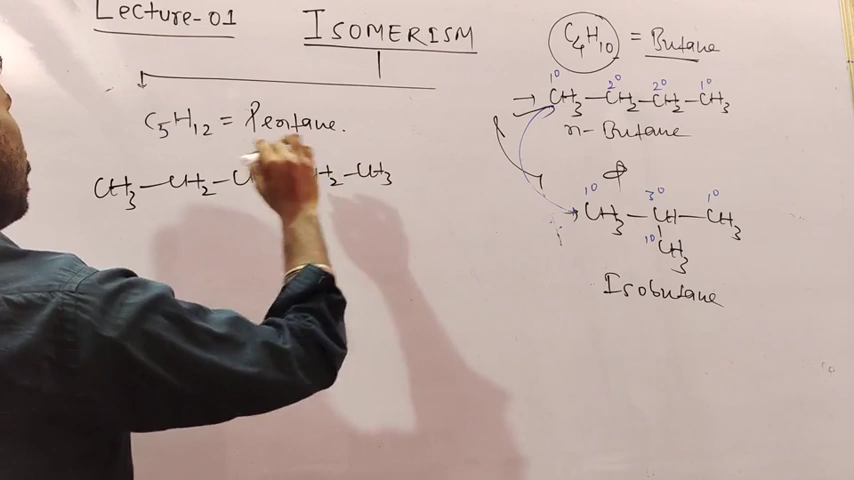 Lecture-01
ISOMERISM
C5H12 = Pentane.
CH3—CH2—CH2—CH3
C4H10 = Butane
1° 2° 2° 1°
→ CH3—CH2—CH2—CH3
n-Butane
1° 3° 1°
CH3—CH—CH3
1° CH3
Isobutane